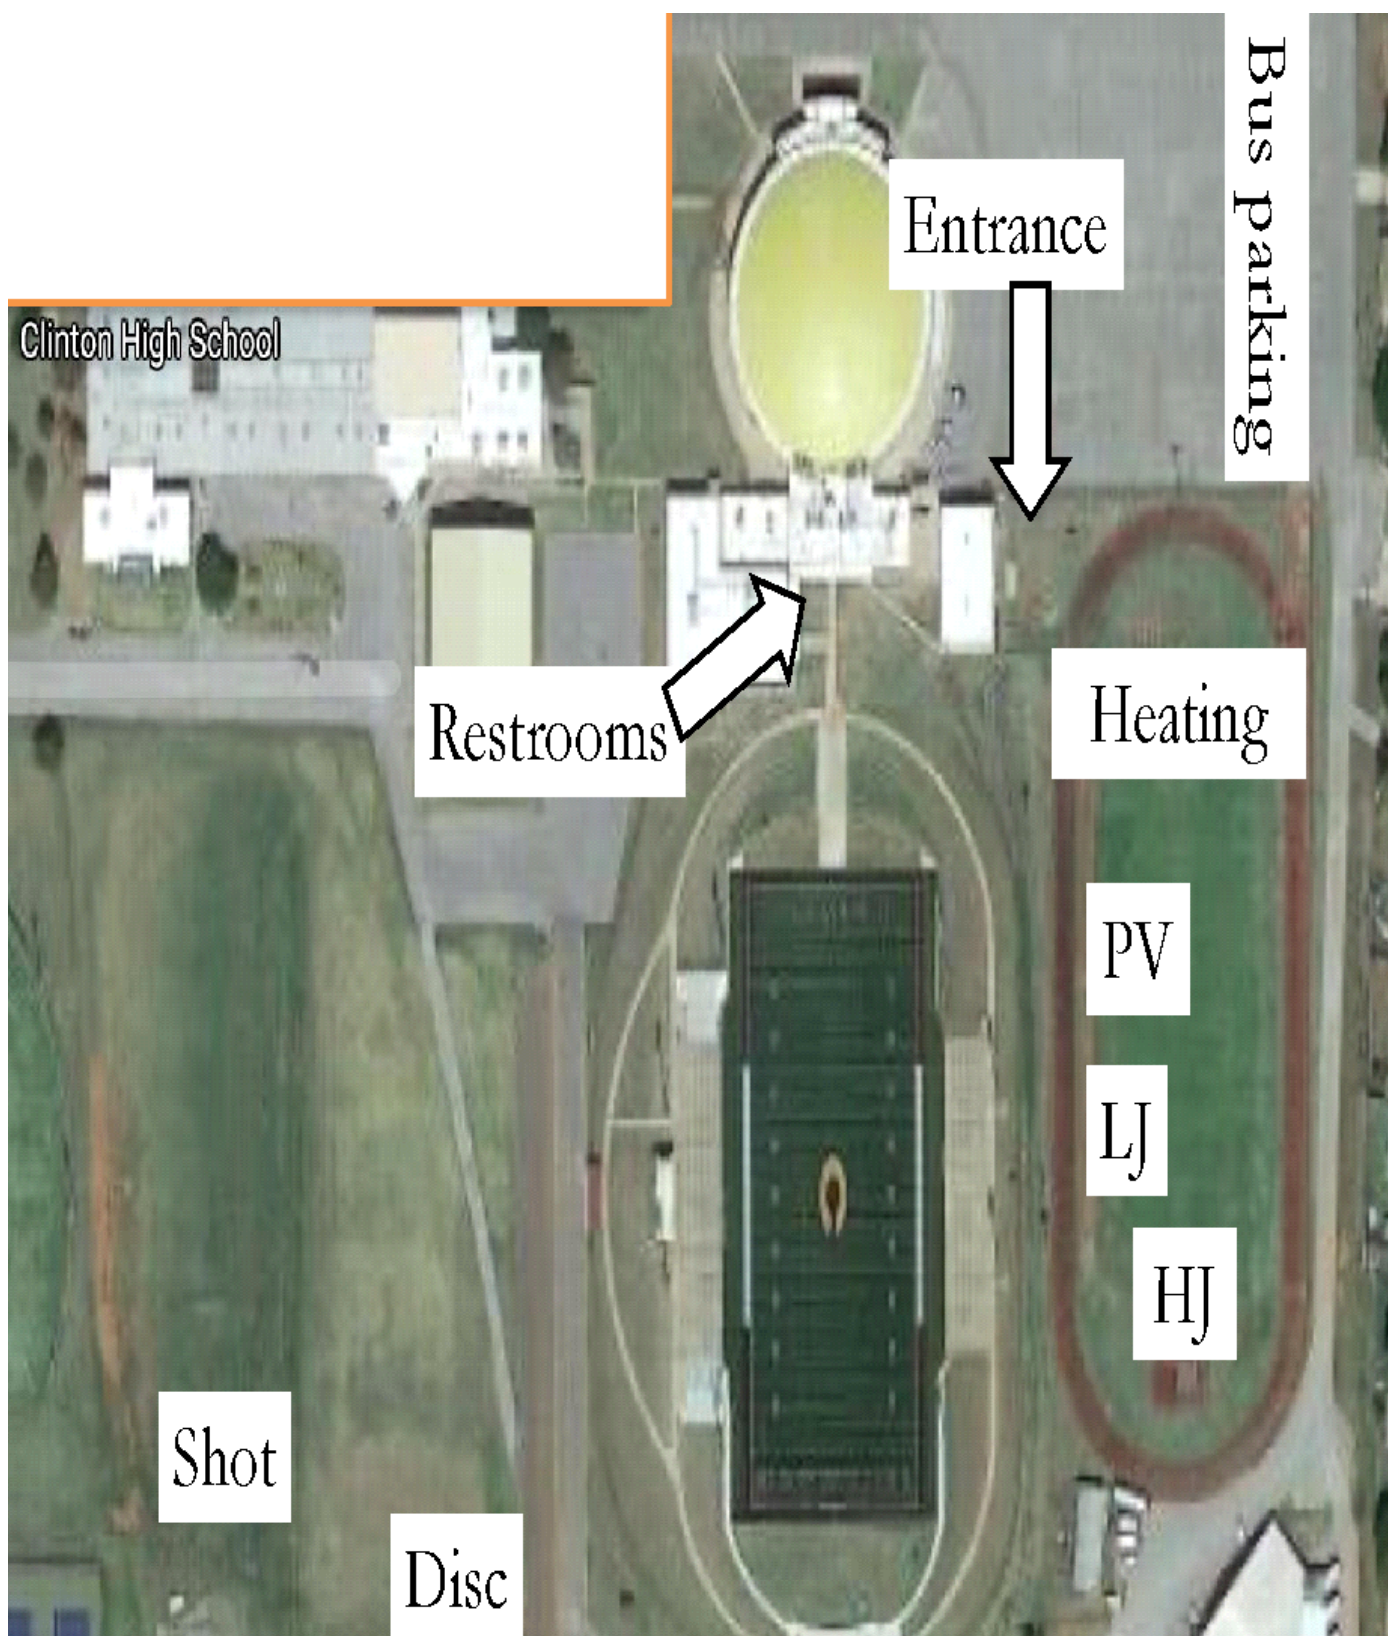 Bus parking
Entrance
Clinton High School
Restrooms
Heating
PV
LJ
HJ
Shot
Disc